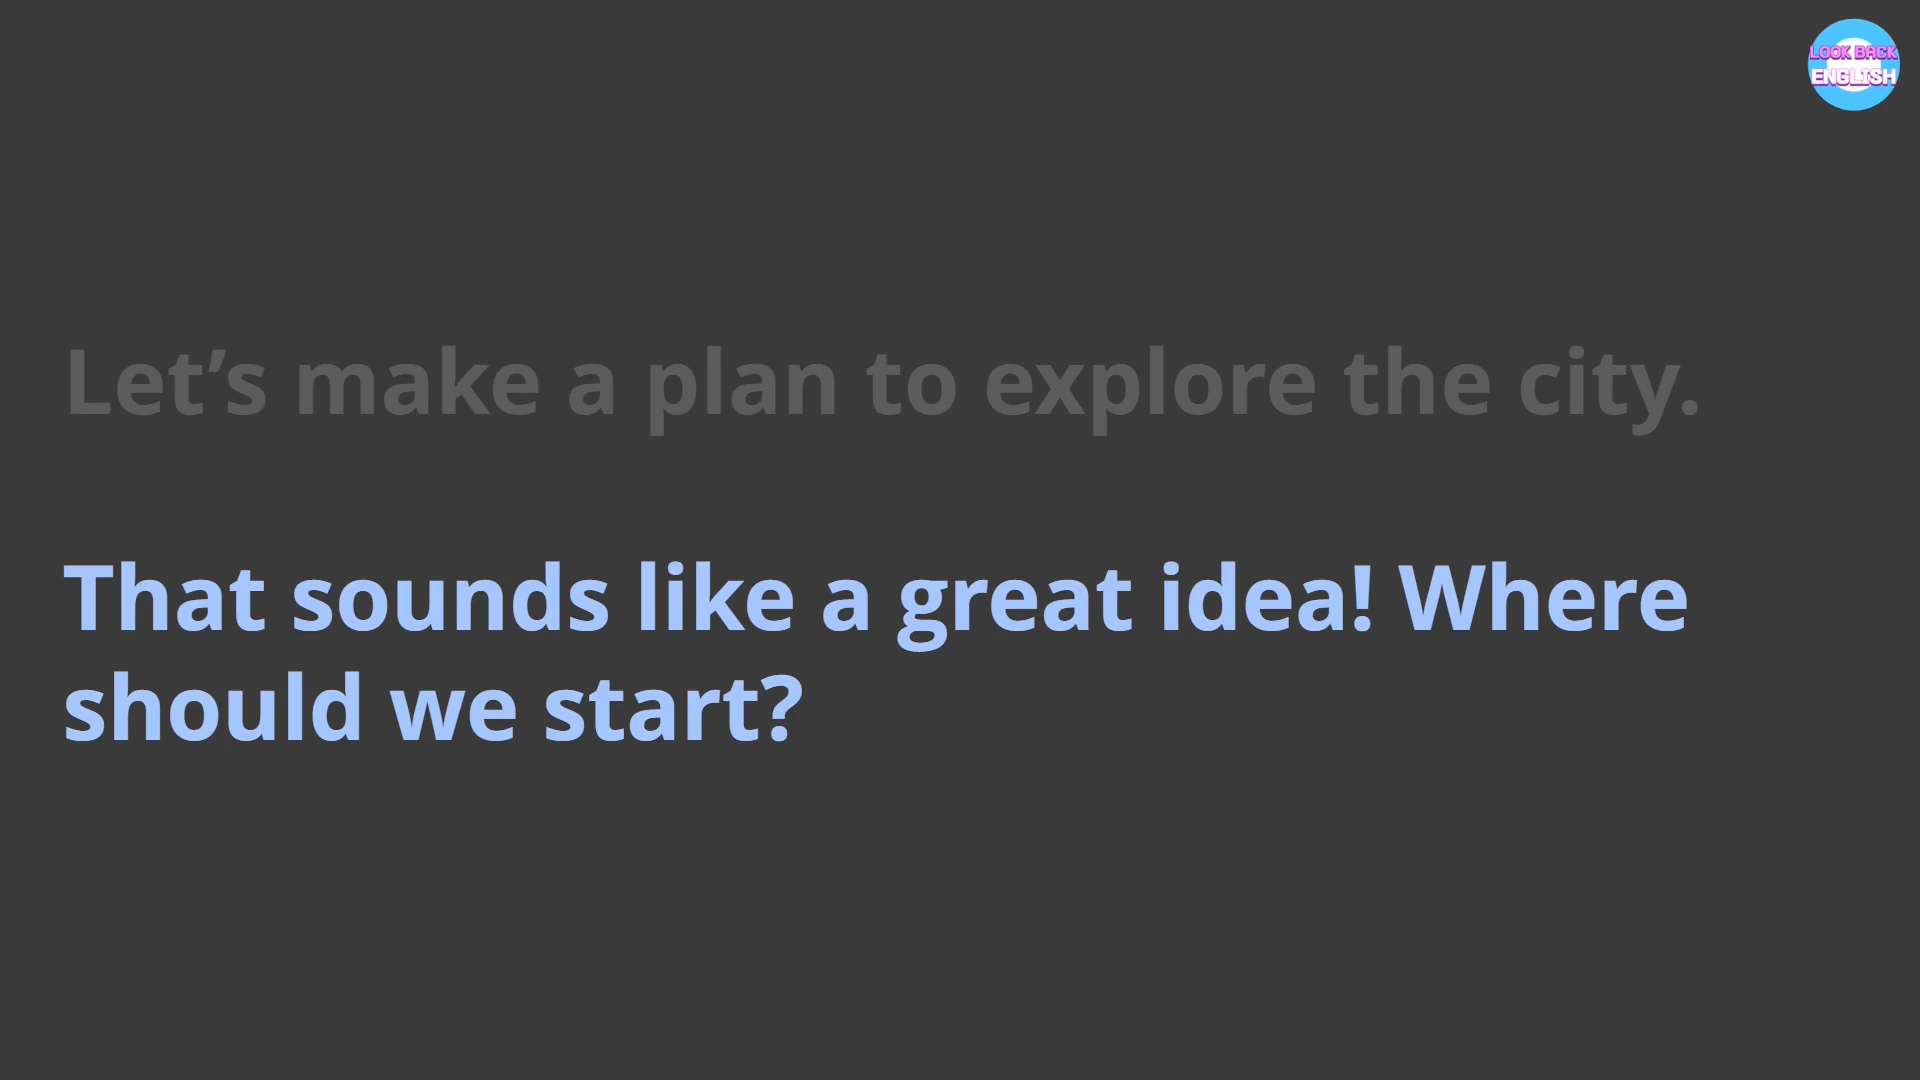 LOOK BACK
ENGLISH
Let’s make a plan to explore the city.
That sounds like a great idea! Where
should we start?